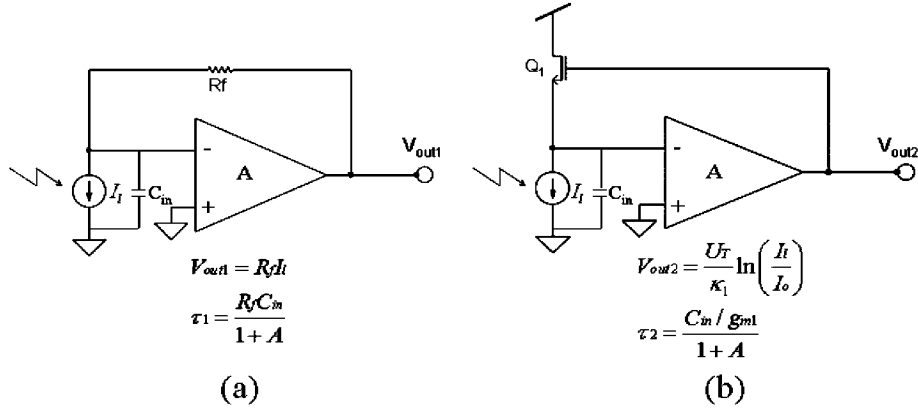 Rf
-
A
+
I_I
C_in
V_out1
V_out1 = R_f I_I
τ_1 = R_f C_in / 1 + A
(a)
Q_1
-
A
+
I_I
C_in
V_out2
V_out2 = U_T / κ_1 ln ( I_I / I_o )
τ_2 = C_in / g_m1 / 1 + A
(b)